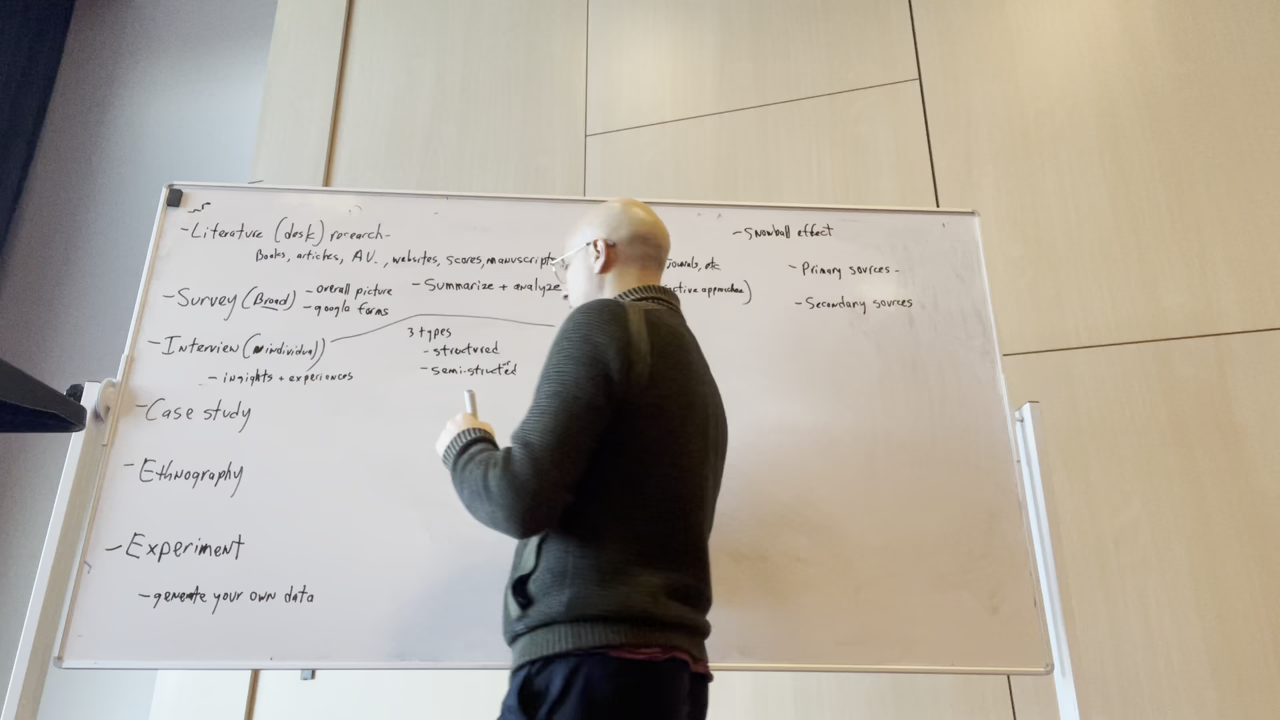 - Literature (desk) research-
Books, articles, AV., websites, scores, manuscripts
Journals, etc
- Survey (Broad)
- overall picture
- google forms
- Summarize + analyze
approaches)
- Interview (individual)
- insights + experiences
3 types
- structured
- semi-structured
- Case study
- Ethnography
- Experiment
- generate your own data
- Snowball effect
- Primary sources -
- Secondary sources